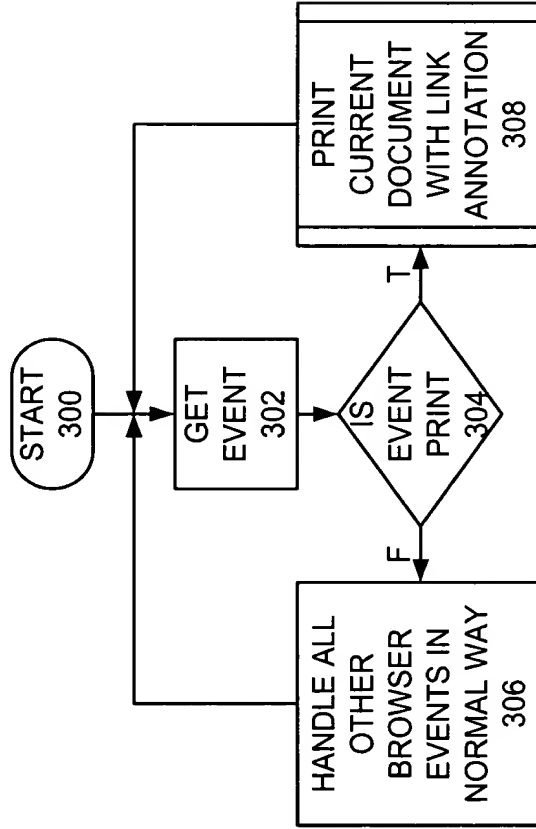 START
300
GET
EVENT
302
IS
EVENT
PRINT
304
F
T
HANDLE ALL
OTHER
BROWSER
EVENTS IN
NORMAL WAY
306
PRINT
CURRENT
DOCUMENT
WITH LINK
ANNOTATION
308